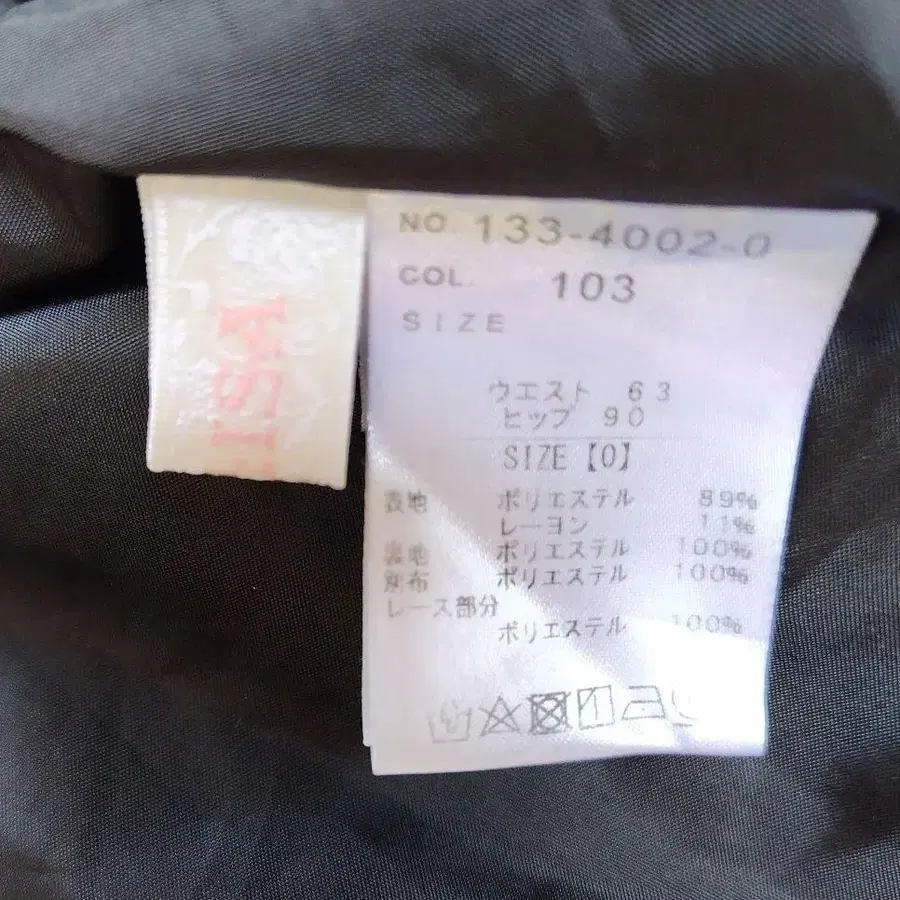 NO. 133-4002-0
COL. 103
SIZE
ウエスト 63
ヒップ 90
SIZE【0】
表地 ポリエステル 89%
レーヨン 11%
裏地 ポリエステル 100%
別布 ポリエステル 100%
レース部分
ポリエステル 100%